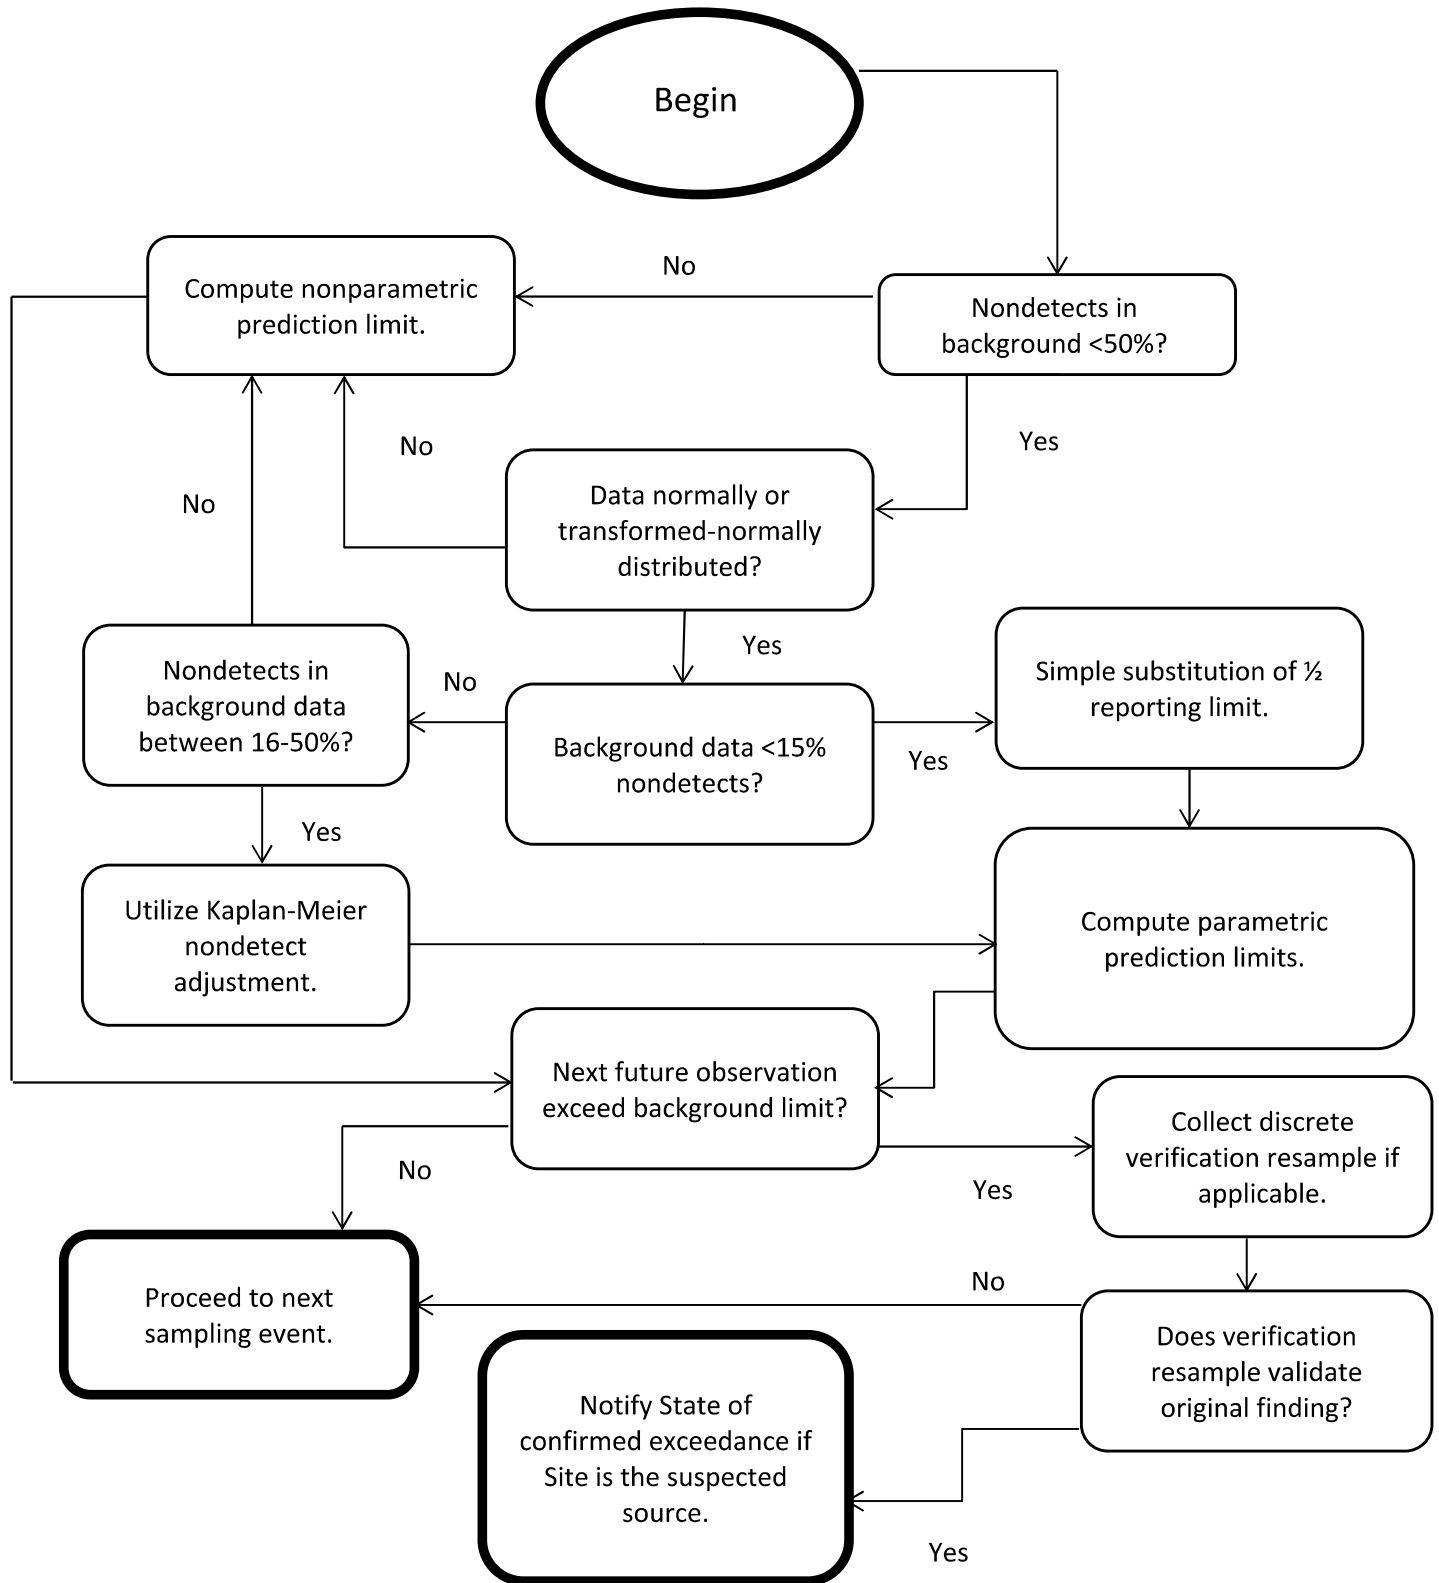 Begin
No
Compute nonparametric
prediction limit.
Nondetects in
background <50%?
Yes
No
No
Data normally or
transformed-normally
distributed?
Yes
Nondetects in
background data
between 16-50%?
No
Background data <15%
nondetects?
Yes
Simple substitution of ½
reporting limit.
Yes
Utilize Kaplan-Meier
nondetect
adjustment.
Compute parametric
prediction limits.
Next future observation
exceed background limit?
No
Yes
Collect discrete
verification resample if
applicable.
Proceed to next
sampling event.
No
Does verification
resample validate
original finding?
Notify State of
confirmed exceedance if
Site is the suspected
source.
Yes